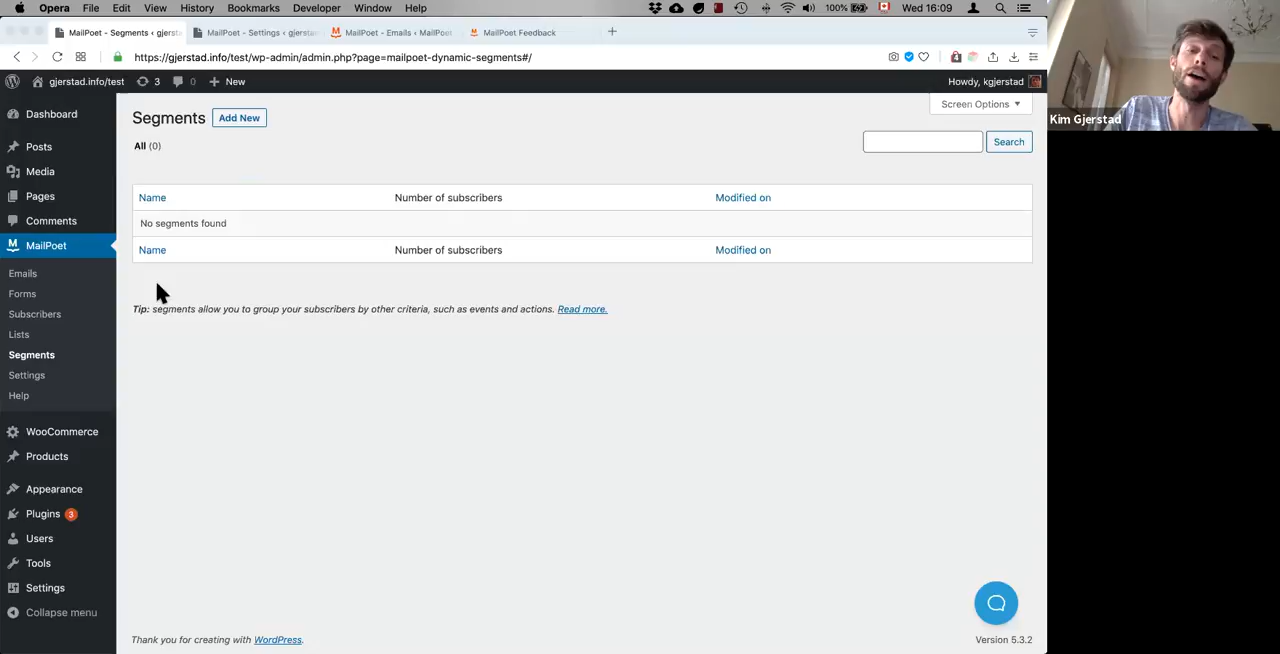 Opera File Edit View History Bookmarks Developer Window Help 100% Wed 16:09
MailPoet - Segments ‹ gjersta MailPoet - Settings ‹ gjersta MailPoet - Emails ‹ MailPoet MailPoet Feedback
https://gjerstad.info/test/wp-admin/admin.php?page=mailpoet-dynamic-segments#/
gjerstad.info/test 3 0 New Howdy, kgjerstad
Kim Gjerstad
Screen Options
Segments Add New
All (0)
Search
Name Number of subscribers Modified on
No segments found
Name Number of subscribers Modified on
Tip: segments allow you to group your subscribers by other criteria, such as events and actions. Read more.
Dashboard
Posts
Media
Pages
Comments
MailPoet
Emails
Forms
Subscribers
Lists
Segments
Settings
Help
WooCommerce
Products
Appearance
Plugins 3
Users
Tools
Settings
Collapse menu
Thank you for creating with WordPress.
Version 5.3.2